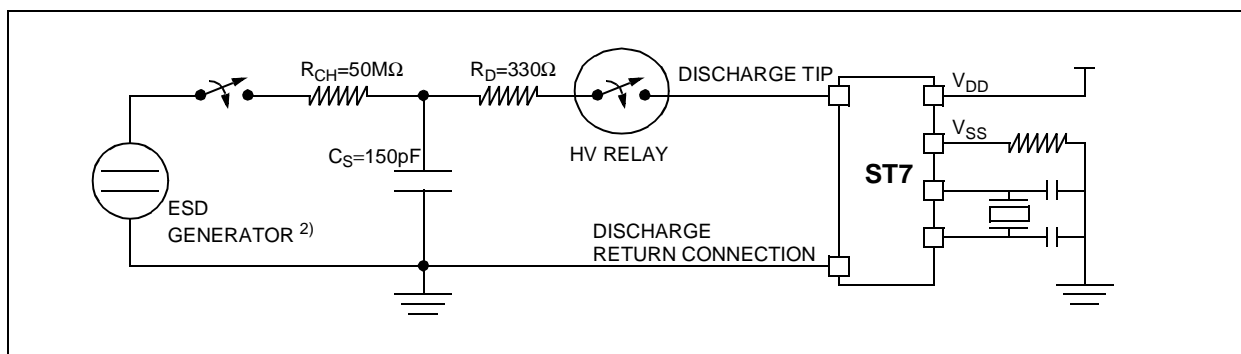 R_CH=50MΩ
R_D=330Ω
DISCHARGE TIP
V_DD
V_SS
C_S=150pF
HV RELAY
ST7
ESD
GENERATOR 2)
DISCHARGE
RETURN CONNECTION